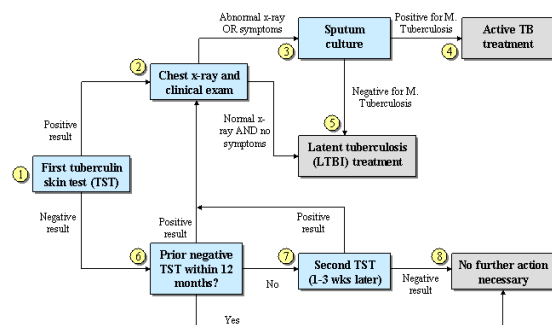 Abnormal x-ray
OR symptoms
3
Sputum
culture
Positive for M.
Tuberculosis
4
Active TB
treatment
2
Chest x-ray and
clinical exam
Negative for M.
Tuberculosis
Normal x-
ray AND no
symptoms
5
Latent tuberculosis
(LTBI) treatment
Positive
result
1
First tuberculin
skin test (TST)
Negative
result
Positive
result
Positive
result
6
Prior negative
TST within 12
months?
No
7
Second TST
(1-3 wks later)
Negative
result
8
No further action
necessary
Yes